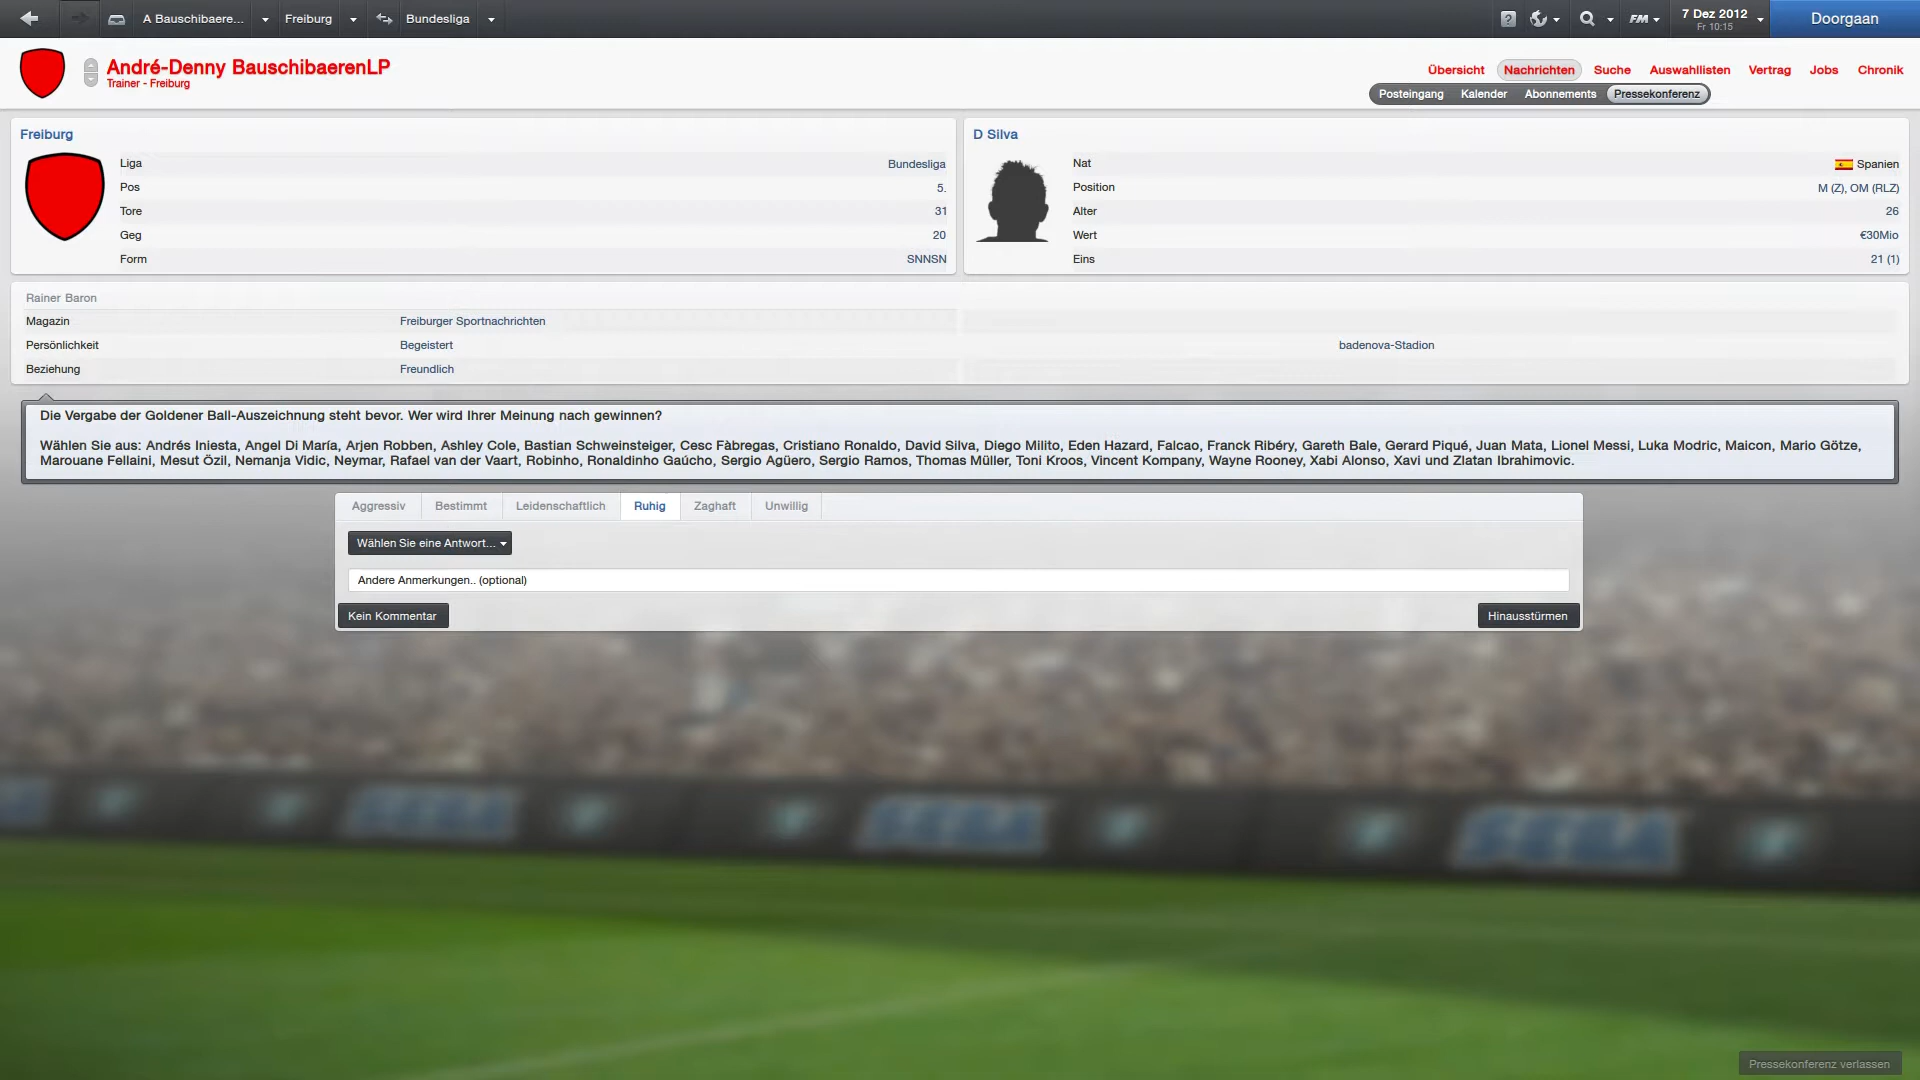 A Bauschibaere... Freiburg Bundesliga ? FM 7 Dez 2012 Doorgaan
Fr 10:15
André-Denny BauschibaerenLP
Trainer - Freiburg
Übersicht Nachrichten Suche Auswahllisten Vertrag Jobs Chronik
Posteingang Kalender Abonnements Pressekonferenz
Freiburg
Liga Bundesliga
Pos 5.
Tore 31
Geg 20
Form SNNSN
D Silva
Nat Spanien
Position M (Z), OM (RLZ)
Alter 26
Wert €30Mio
Eins 21 (1)
Rainer Baron
Magazin Freiburger Sportnachrichten
Persönlichkeit Begeistert badenova-Stadion
Beziehung Freundlich
Die Vergabe der Goldener Ball-Auszeichnung steht bevor. Wer wird Ihrer Meinung nach gewinnen?
Wählen Sie aus: Andrés Iniesta, Angel Di María, Arjen Robben, Ashley Cole, Bastian Schweinsteiger, Cesc Fàbregas, Cristiano Ronaldo, David Silva, Diego Milito, Eden Hazard, Falcao, Franck Ribéry, Gareth Bale, Gerard Piqué, Juan Mata, Lionel Messi, Luka Modric, Maicon, Mario Götze,
Marouane Fellaini, Mesut Özil, Nemanja Vidic, Neymar, Rafael van der Vaart, Robinho, Ronaldinho Gaúcho, Sergio Agüero, Sergio Ramos, Thomas Müller, Toni Kroos, Vincent Kompany, Wayne Rooney, Xabi Alonso, Xavi und Zlatan Ibrahimovic.
Aggressiv Bestimmt Leidenschaftlich Ruhig Zaghaft Unwillig
Wählen Sie eine Antwort...
Andere Anmerkungen.. (optional)
Kein Kommentar Hinausstürmen
SEGA SEGA SEGA
Pressekonferenz verlassen